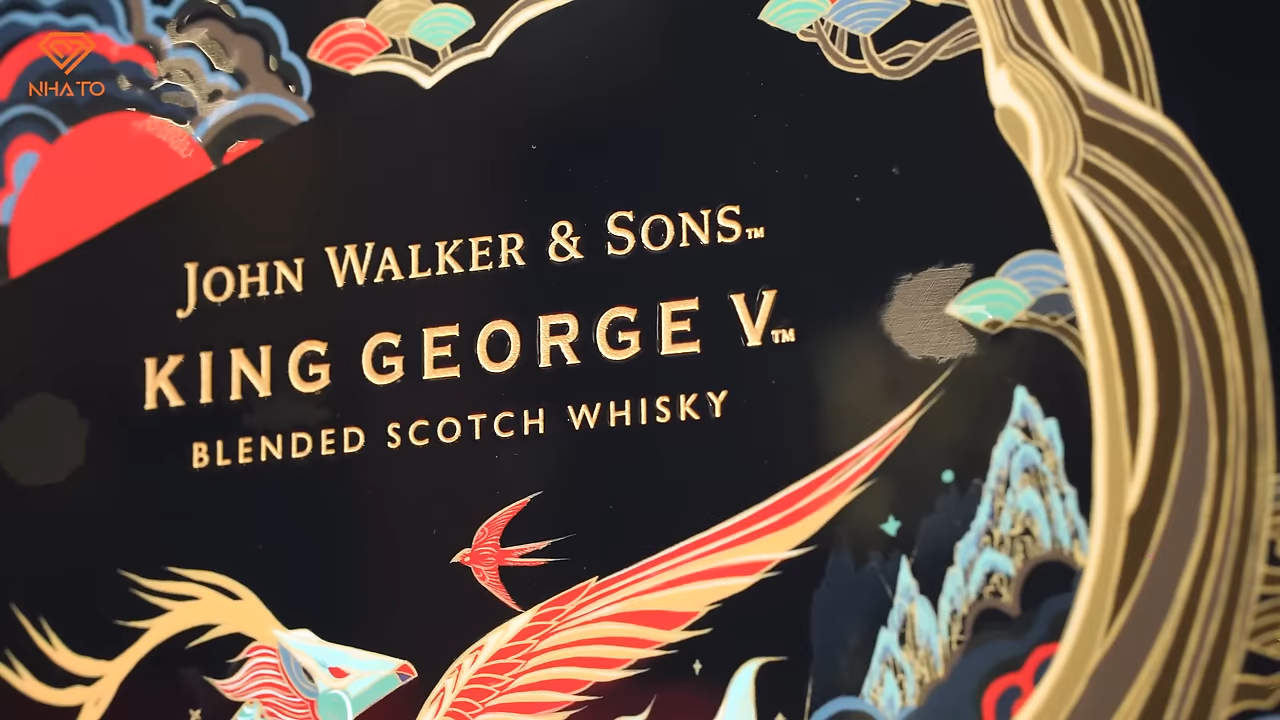 NHATO
JOHN WALKER & SONS™
KING GEORGE V™
BLENDED SCOTCH WHISKY